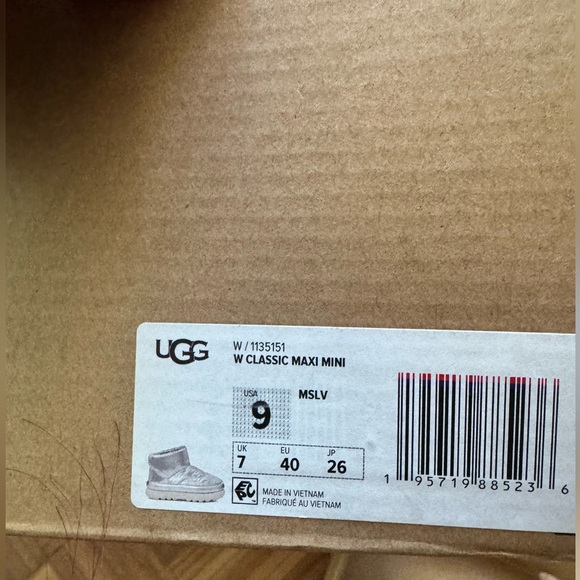 UGG
W / 1135151
W CLASSIC MAXI MINI
USA
9
MSLV
UK EU JP
7 40 26
MADE IN VIETNAM
FABRIQUÉ AU VIETNAM
1 95719 88523 6